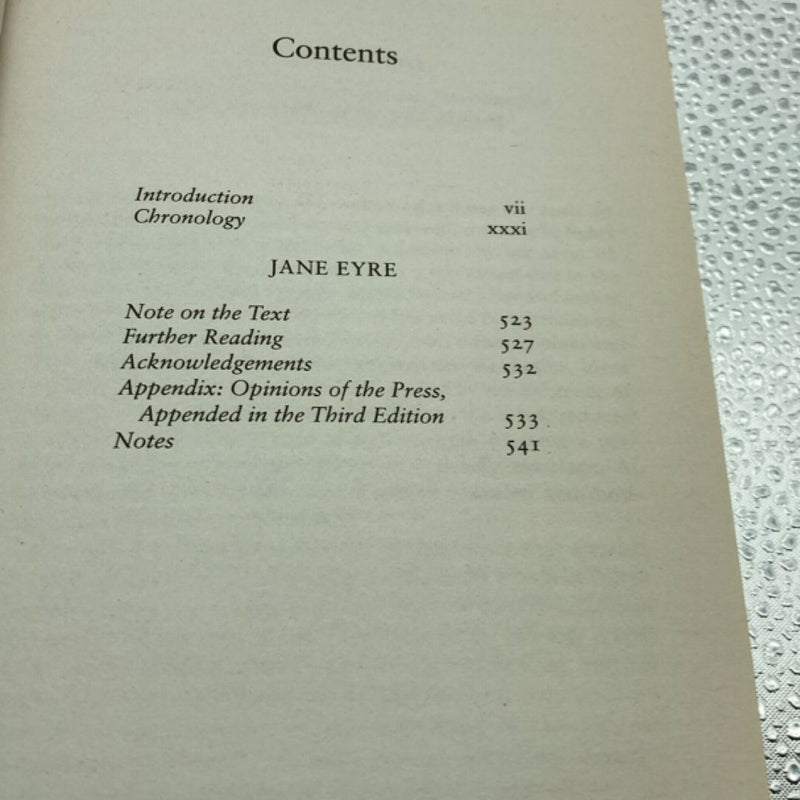 Contents
Introduction vii
Chronology xxxi
JANE EYRE
Note on the Text 523
Further Reading 527
Acknowledgements 532
Appendix: Opinions of the Press,
Appended in the Third Edition 533
Notes 541